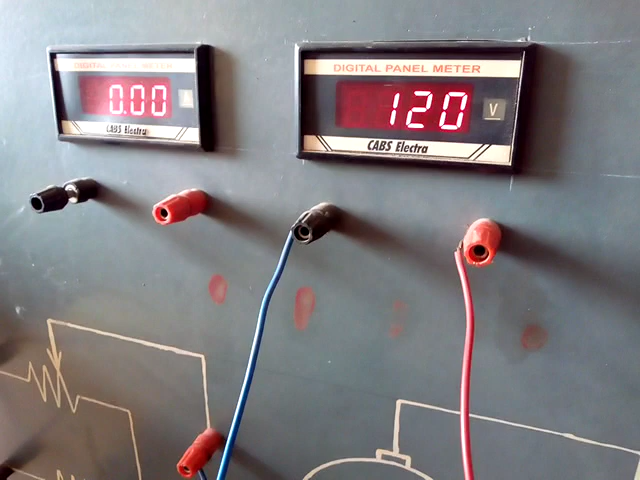 DIGITAL PANEL METER
0.00
CABS Electra
DIGITAL PANEL METER
120
V
CABS Electra